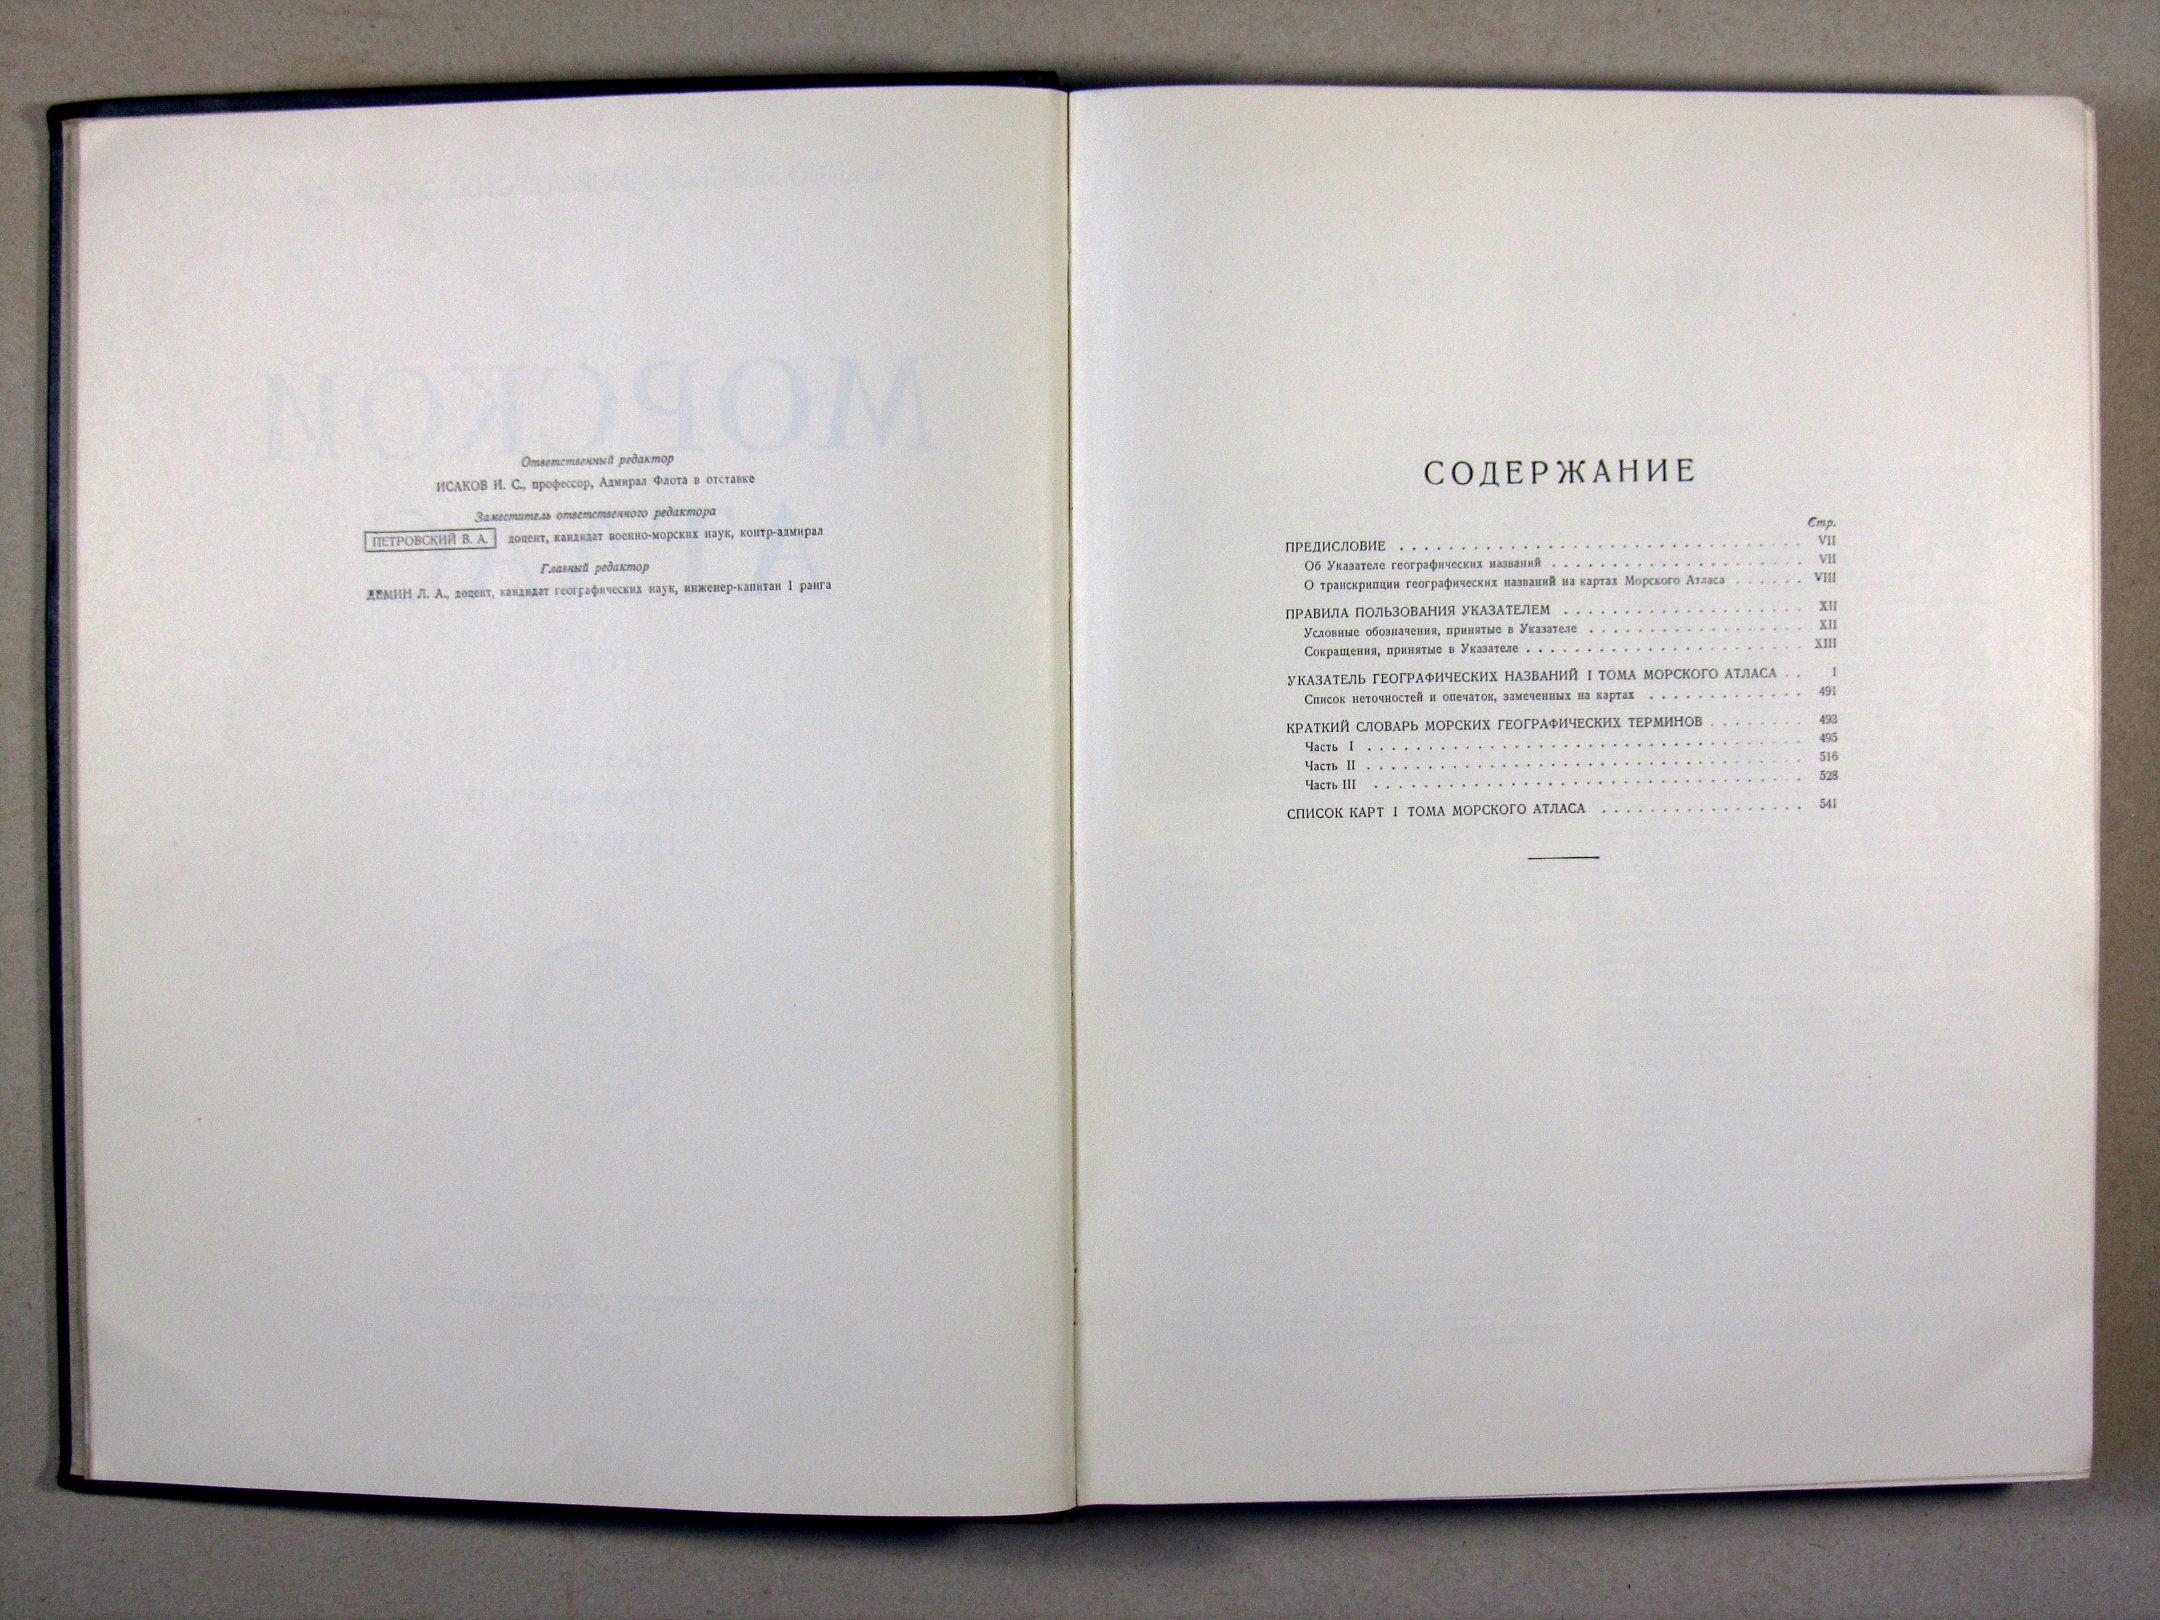 Ответственный редактор
ИСАКОВ И. С., профессор, Адмирал Флота в отставке
Заместитель ответственного редактора
ПЕТРОВСКИЙ В. А. доцент, кандидат военно-морских наук, контр-адмирал
Главный редактор
ДЕМИН Л. А., доцент, кандидат географических наук, инженер-капитан I ранга
МОРСКОЙ
СОДЕРЖАНИЕ
Стр.
ПРЕДИСЛОВИЕ . . . . . . . . . . . . . . . . . . . . VII
Об Указателе географических названий . . . . . . . . . . . . VII
О транскрипции географических названий на картах Морского Атласа . . . . . . VIII
ПРАВИЛА ПОЛЬЗОВАНИЯ УКАЗАТЕЛЕМ . . . . . . . . . . . . XII
Условные обозначения, принятые в Указателе . . . . . . . . . . . . XII
Сокращения, принятые в Указателе . . . . . . . . . . . . XIII
УКАЗАТЕЛЬ ГЕОГРАФИЧЕСКИХ НАЗВАНИЙ I ТОМА МОРСКОГО АТЛАСА . . 1
Список неточностей и опечаток, замеченных на картах . . . . . . . . . . . . 491
КРАТКИЙ СЛОВАРЬ МОРСКИХ ГЕОГРАФИЧЕСКИХ ТЕРМИНОВ . . . . . . . . 493
Часть I . . . . . . . . . . . . . . . . . . . . 495
Часть II . . . . . . . . . . . . . . . . . . . . 516
Часть III . . . . . . . . . . . . . . . . . . . . 528
СПИСОК КАРТ I ТОМА МОРСКОГО АТЛАСА . . . . . . . . . . . . 541